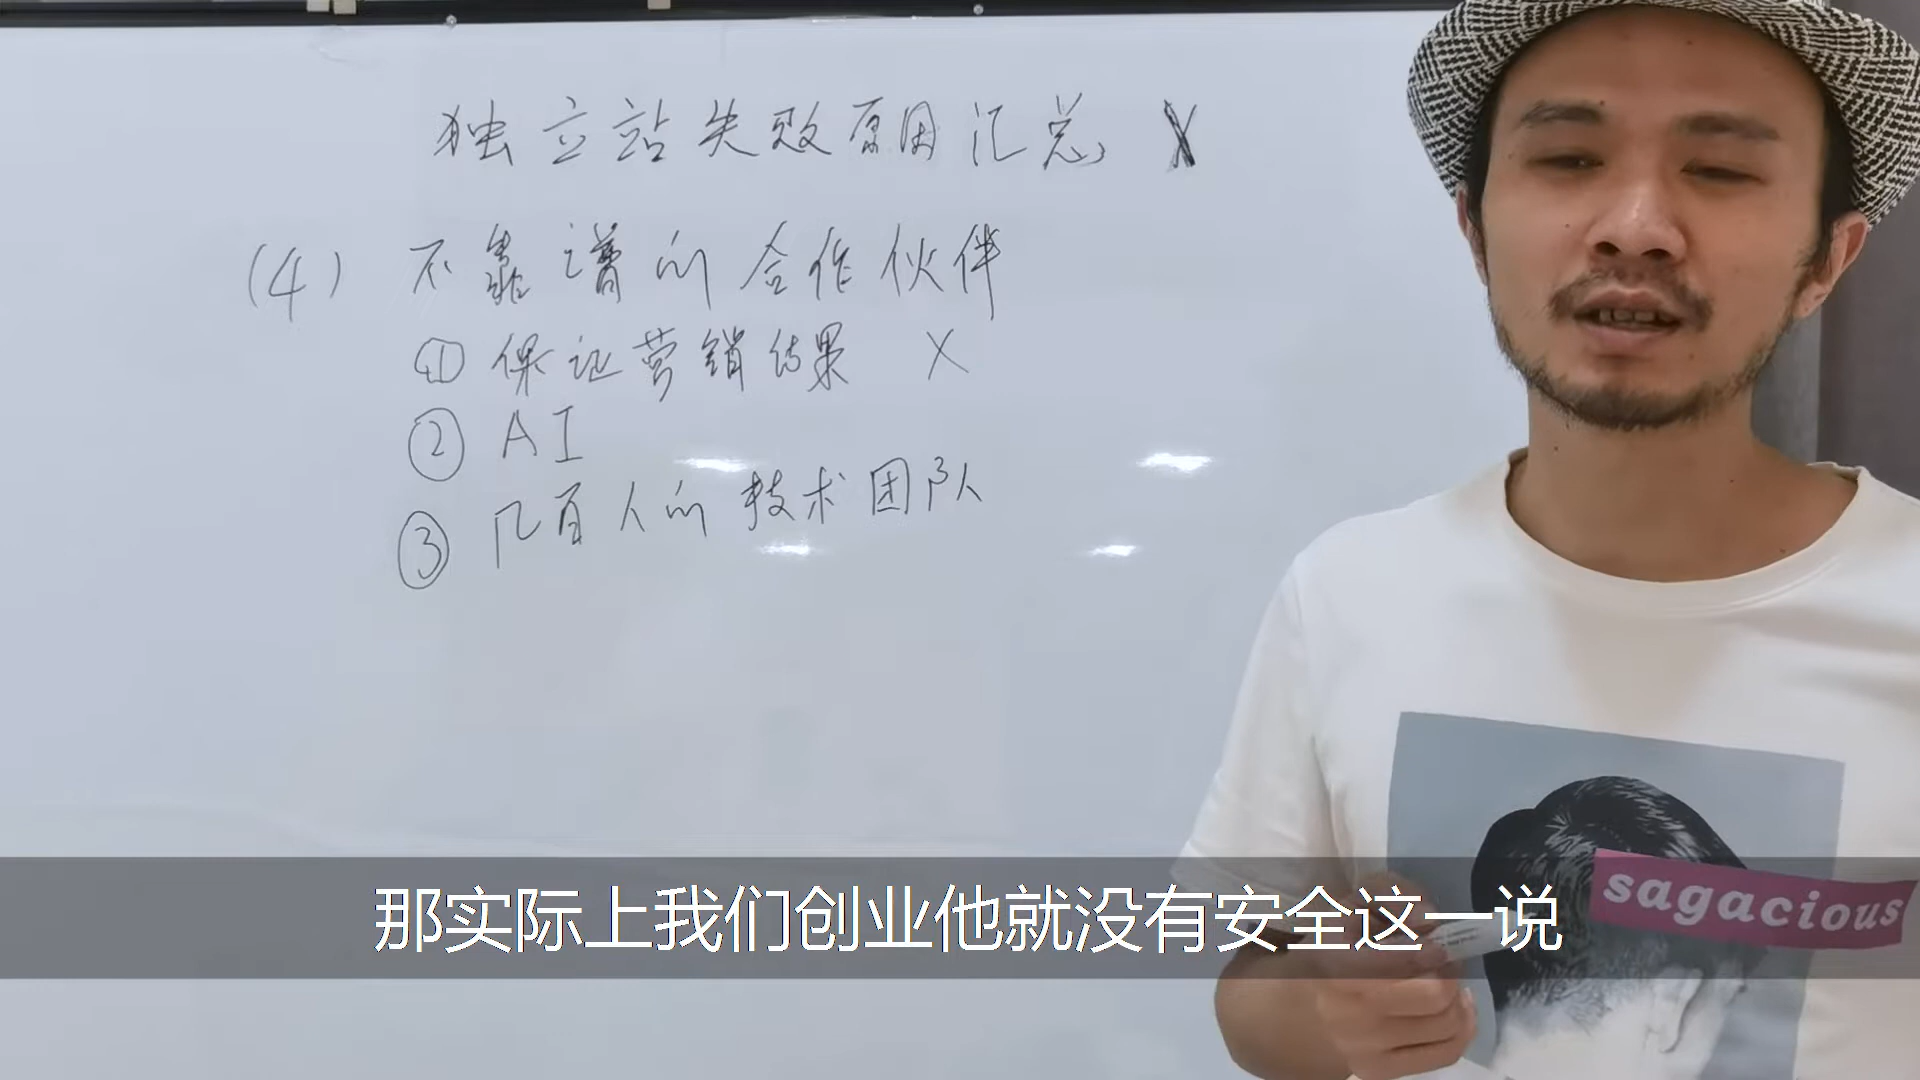 独立站失败原因汇总 X
(4) 不靠谱的合作伙伴
① 保证营销结果 X
② AI
③ 几百人的技术团队
sagacious
那实际上我们创业他就没有安全这一说